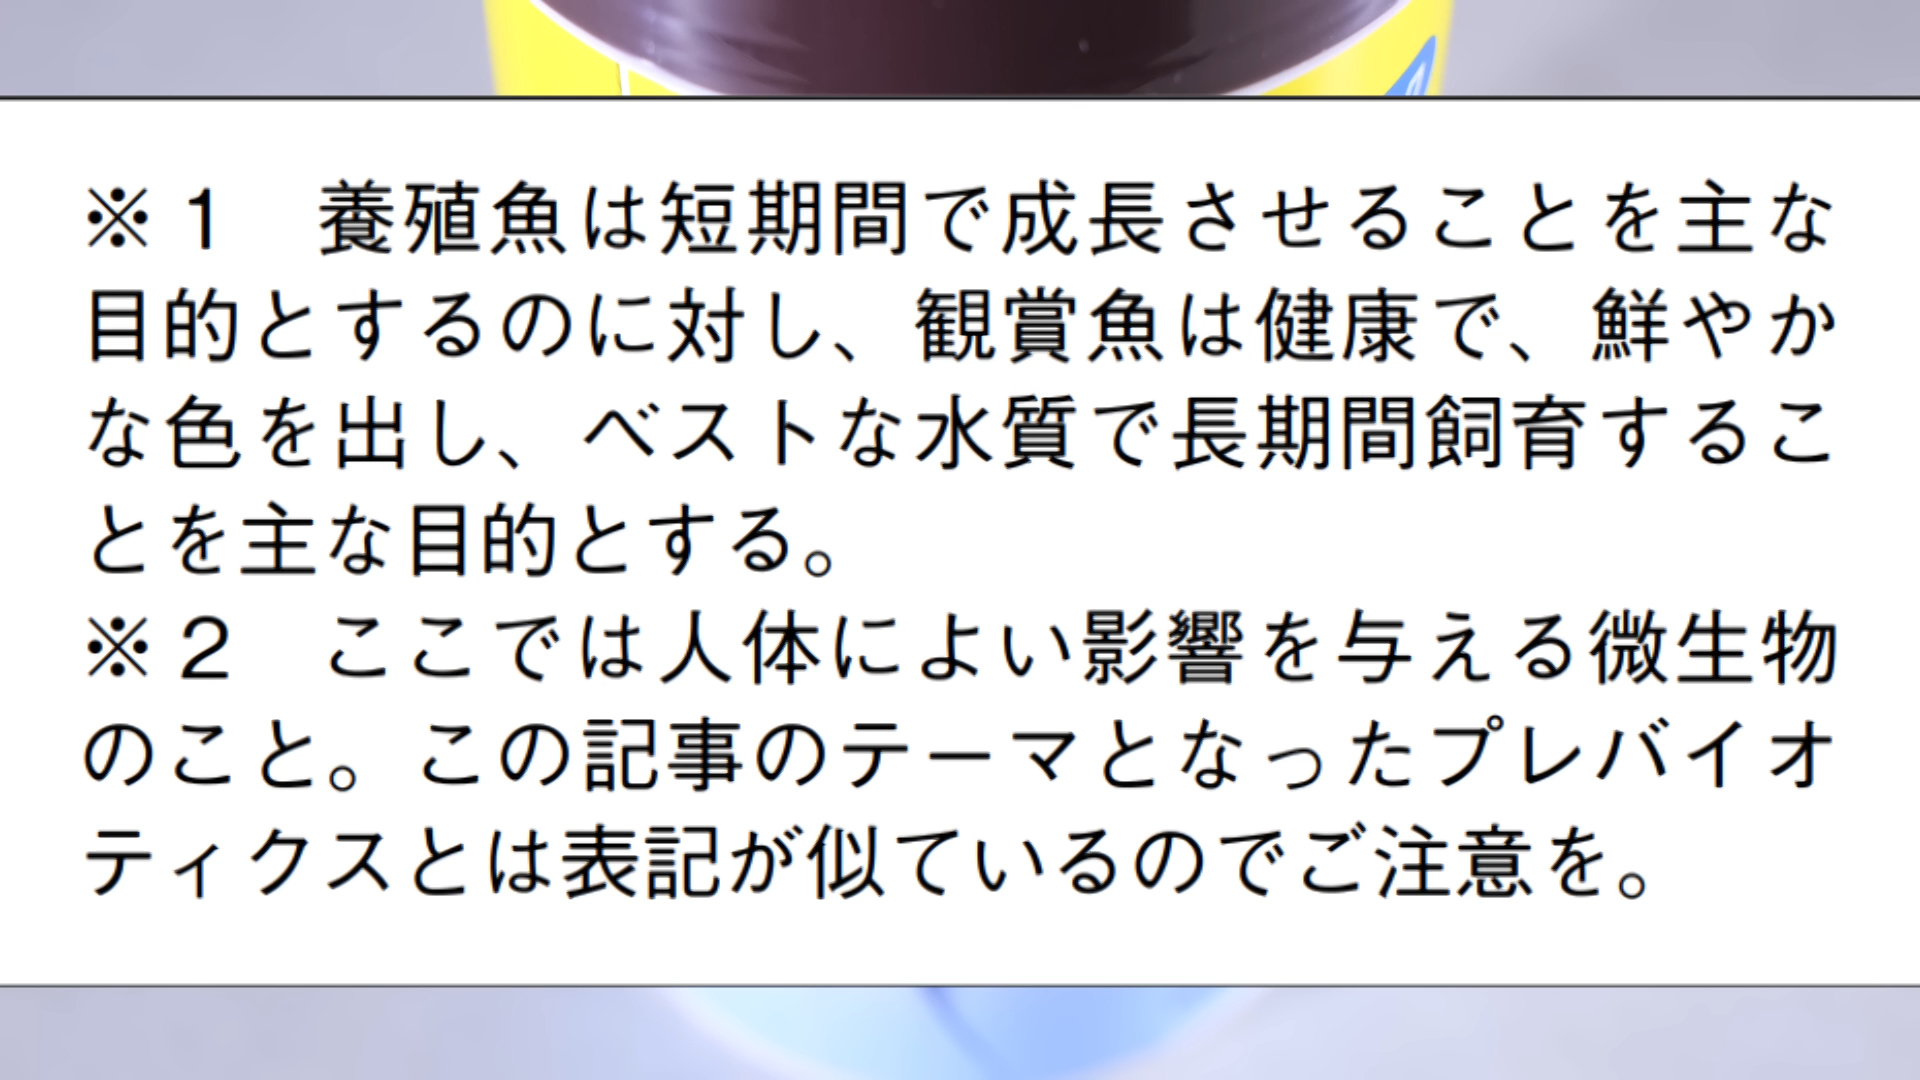 ※1　養殖魚は短期間で成長させることを主な
目的とするのに対し、観賞魚は健康で、鮮やか
な色を出し、ベストな水質で長期間飼育するこ
とを主な目的とする。
※2　ここでは人体によい影響を与える微生物
のこと。この記事のテーマとなったプレバイオ
ティクスとは表記が似ているのでご注意を。